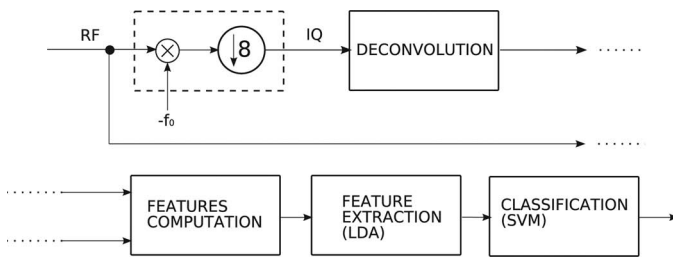 RF
8
IQ
DECONVOLUTION
-f₀
FEATURES
COMPUTATION
FEATURE
EXTRACTION
(LDA)
CLASSIFICATION
(SVM)